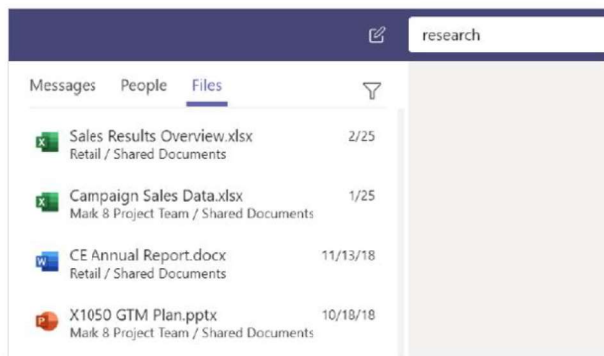 research
Messages People Files
Sales Results Overview.xlsx 2/25
Retail / Shared Documents
Campaign Sales Data.xlsx 1/25
Mark 8 Project Team / Shared Documents
CE Annual Report.docx 11/13/18
Retail / Shared Documents
X1050 GTM Plan.pptx 10/18/18
Mark 8 Project Team / Shared Documents